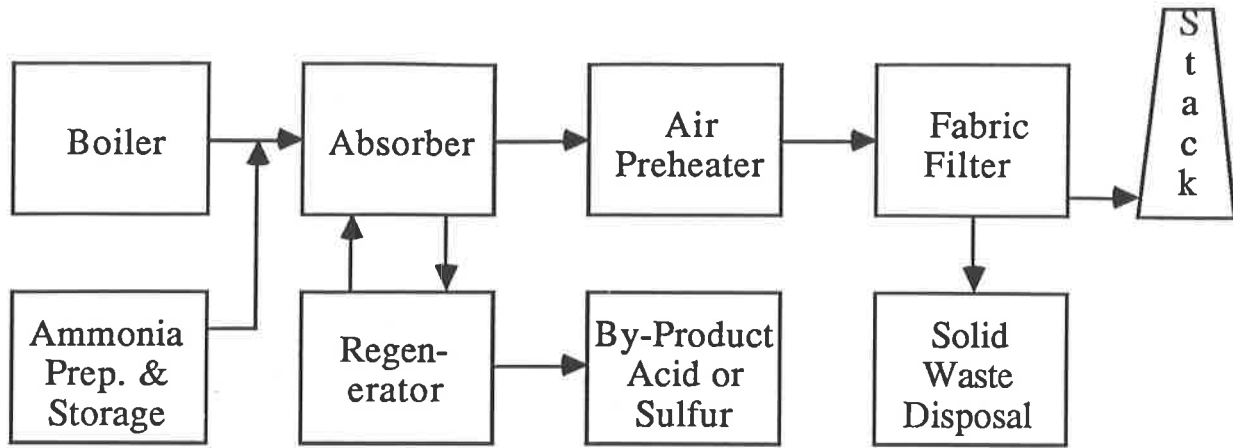 Boiler
Absorber
Air
Preheater
Fabric
Filter
Stack
Ammonia
Prep. &
Storage
Regen-
erator
By-Product
Acid or
Sulfur
Solid
Waste
Disposal